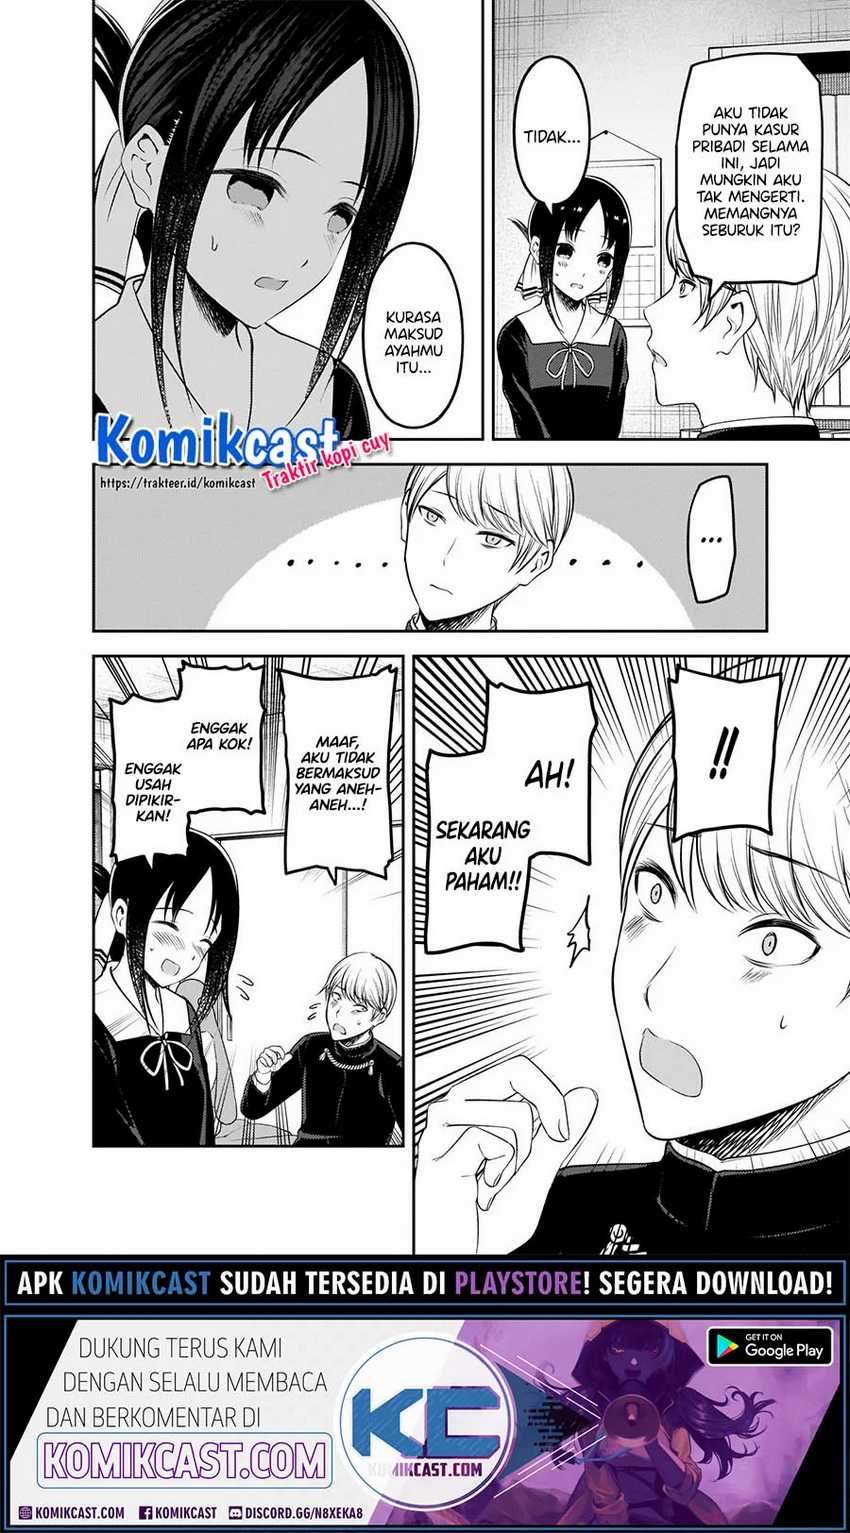 AKU TIDAK
PUNYA KASUR
PRIBADI SELAMA
INI, JADI
MUNGKIN AKU
TAK MENGERTI.
MEMANGNYA
SEBURUK ITU?
TIDAK...
KURASA
MAKSUD
AYAHMU
ITU...
Komikcast
Traktir kopi cuy
https://trakteer.id/komikcast
...
!!
AH!
SEKARANG
AKU
PAHAM!!
MAAF,
AKU TIDAK
BERMAKSUD
YANG ANEH-
ANEH...!
ENGGAK
APA KOK!
ENGGAK
USAH
DIPIKIR-
KAN!
APK KOMIKCAST SUDAH TERSEDIA DI PLAYSTORE! SEGERA DOWNLOAD!
DUKUNG TERUS KAMI
DENGAN SELALU MEMBACA
DAN BERKOMENTAR DI
KOMIKCAST.COM
KOMIKCAST.COM KOMIKCAST DISCORD.GG/N8XEKA8
KC
KOMIKCAST.COM
GET IT ON
Google Play